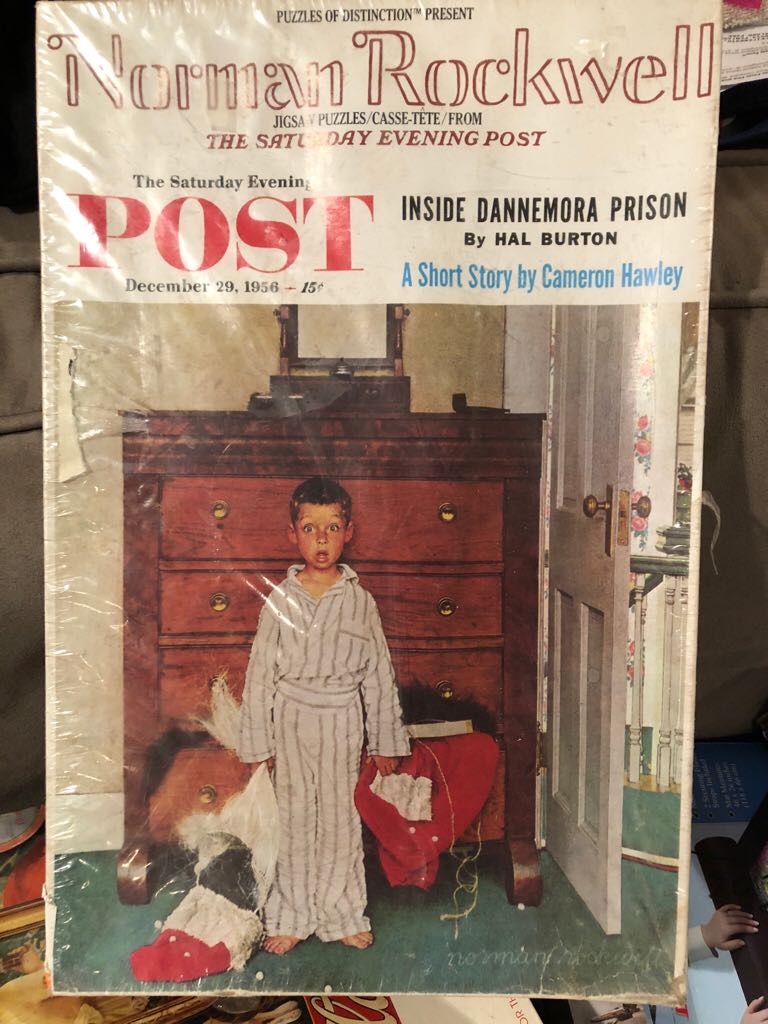 PUZZLES OF DISTINCTION™ PRESENT
Norman Rockwell
JIGSAW PUZZLES/CASSE-TÊTE/FROM
THE SATURDAY EVENING POST
The Saturday Evening
POST
December 29, 1956 – 15¢
INSIDE DANNEMORA PRISON
By HAL BURTON
A Short Story by Cameron Hawley
norman rockwell